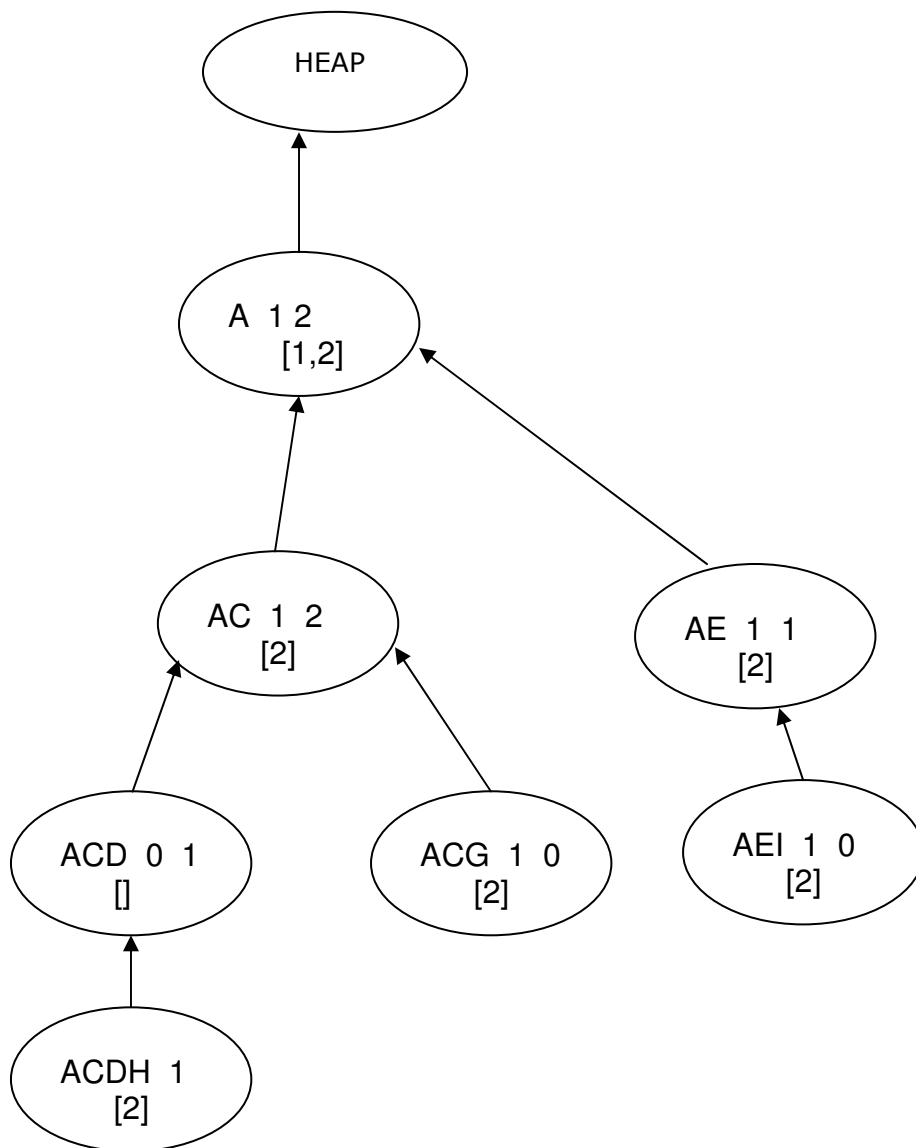 HEAP
A 1 2
[1,2]
AC 1 2
[2]
AE 1 1
[2]
ACD 0 1
[]
ACG 1 0
[2]
AEI 1 0
[2]
ACDH 1
[2]